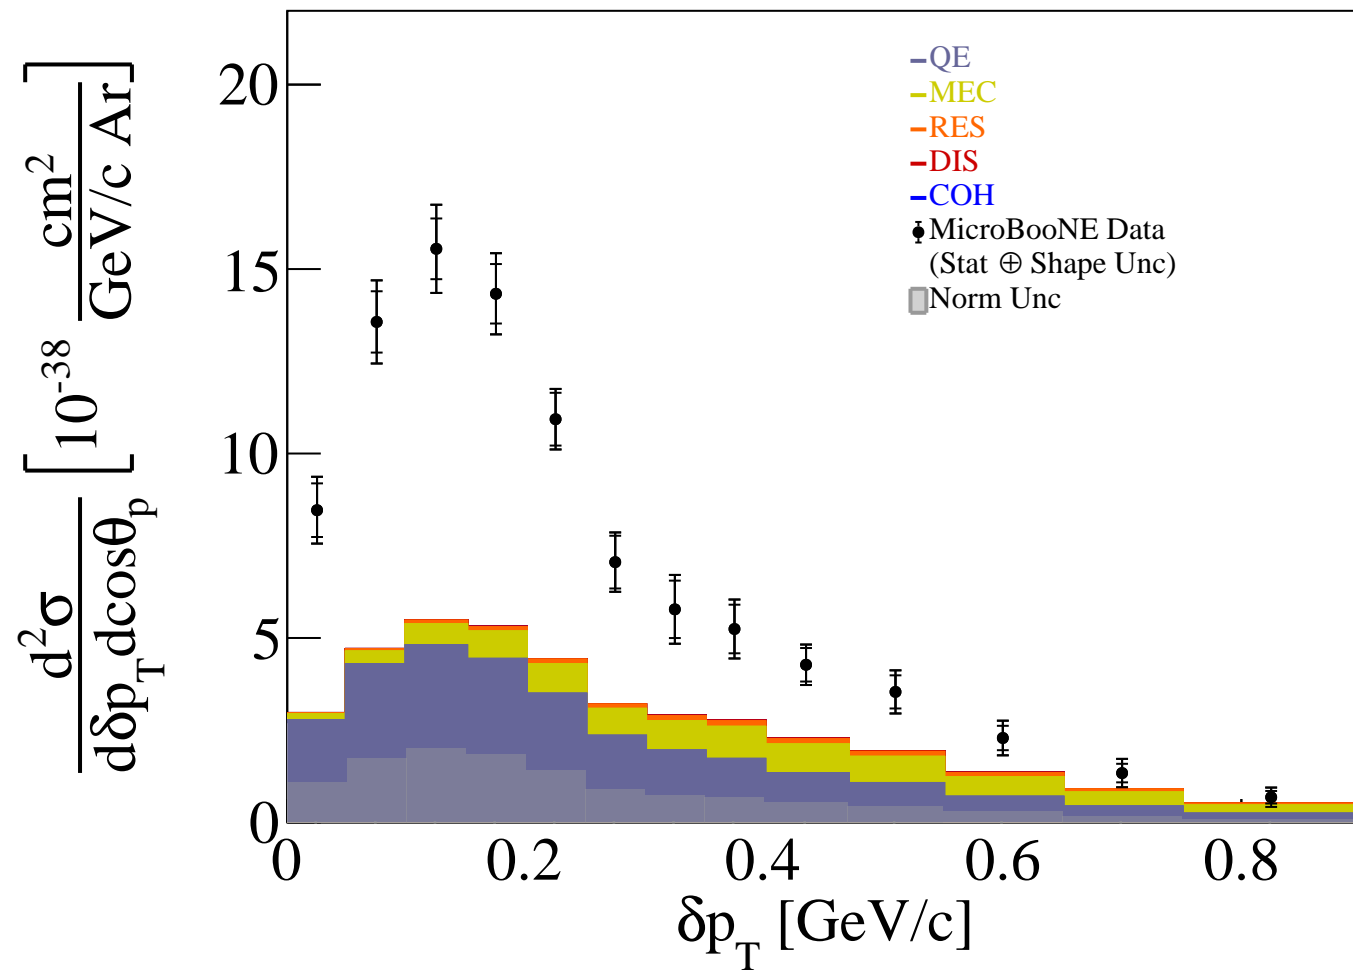 d²σ / dδp_T dcosθ_p [10⁻³⁸ cm² / GeV/c Ar]
20
15
10
5
0
QE
MEC
RES
DIS
COH
MicroBooNE Data
(Stat ⊕ Shape Unc)
Norm Unc
0 0.2 0.4 0.6 0.8
δp_T [GeV/c]